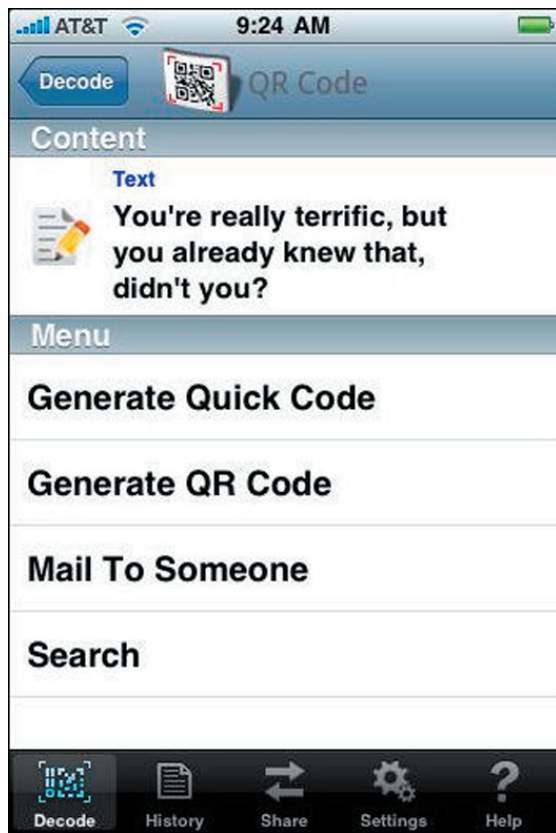 AT&T 9:24 AM
Decode QR Code
Content
Text
You're really terrific, but
you already knew that,
didn't you?
Menu
Generate Quick Code
Generate QR Code
Mail To Someone
Search
Decode History Share Settings Help